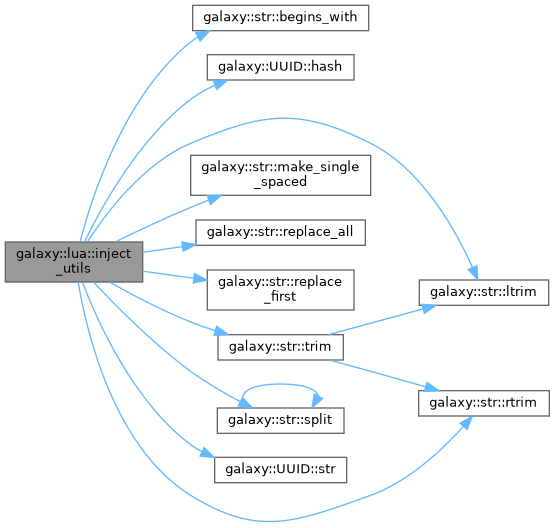 galaxy::str::begins_with
galaxy::UUID::hash
galaxy::str::make_single
_spaced
galaxy::str::replace_all
galaxy::lua::inject
_utils
galaxy::str::replace
_first
galaxy::str::ltrim
galaxy::str::trim
galaxy::str::rtrim
galaxy::str::split
galaxy::UUID::str